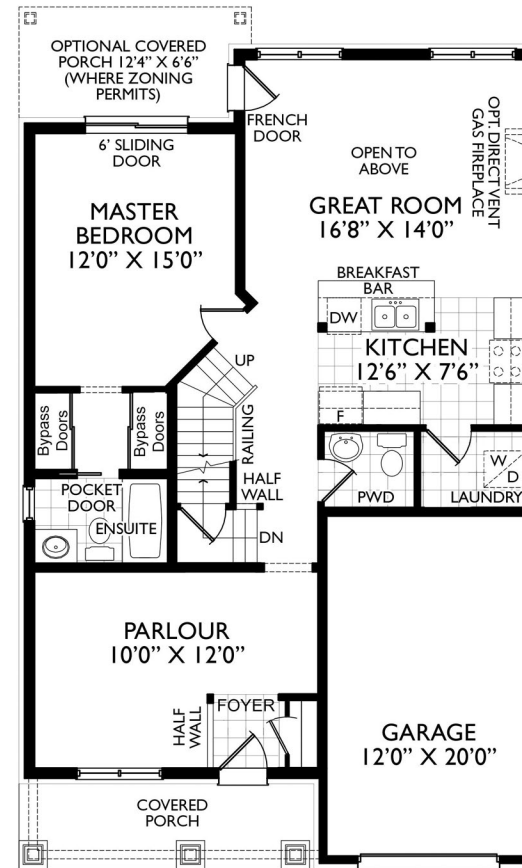 OPTIONAL COVERED
PORCH 12'4" X 6'6"
(WHERE ZONING
PERMITS)
6' SLIDING
DOOR
FRENCH
DOOR
MASTER
BEDROOM
12'0" X 15'0"
OPEN TO
ABOVE
GREAT ROOM
16'8" X 14'0"
OPT. DIRECT VENT
GAS FIREPLACE
BREAKFAST
BAR
DW
KITCHEN
12'6" X 7'6"
F
UP
RAILING
HALF
WALL
DN
Bypass
Doors
Bypass
Doors
POCKET
DOOR
ENSUITE
PWD
W
D
LAUNDRY
PARLOUR
10'0" X 12'0"
HALF
WALL
FOYER
GARAGE
12'0" X 20'0"
COVERED
PORCH